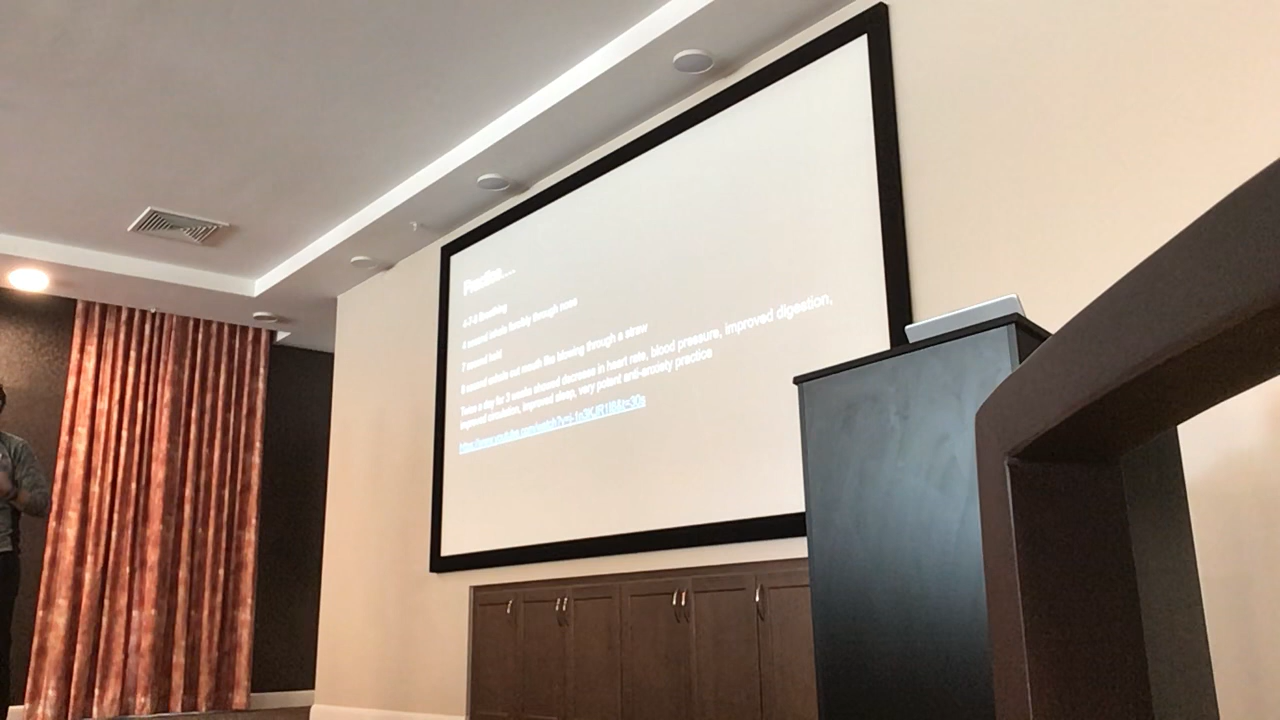 Practice....
4-7-8 Breathing
4 second inhale forcibly through nose
7 second hold
8 second exhale out mouth like blowing through a straw
Twice a day for 3 weeks showed decrease in heart rate, blood pressure, improved digestion,
improved circulation, improved sleep, very potent anti-anxiety practice